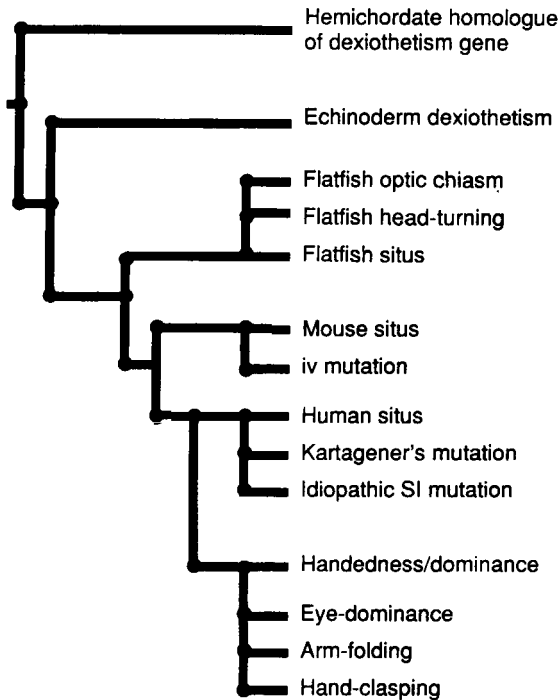 Hemichordate homologue
of dexiothetism gene
Echinoderm dexiothetism
Flatfish optic chiasm
Flatfish head-turning
Flatfish situs
Mouse situs
iv mutation
Human situs
Kartagener's mutation
Idiopathic SI mutation
Handedness/dominance
Eye-dominance
Arm-folding
Hand-clasping